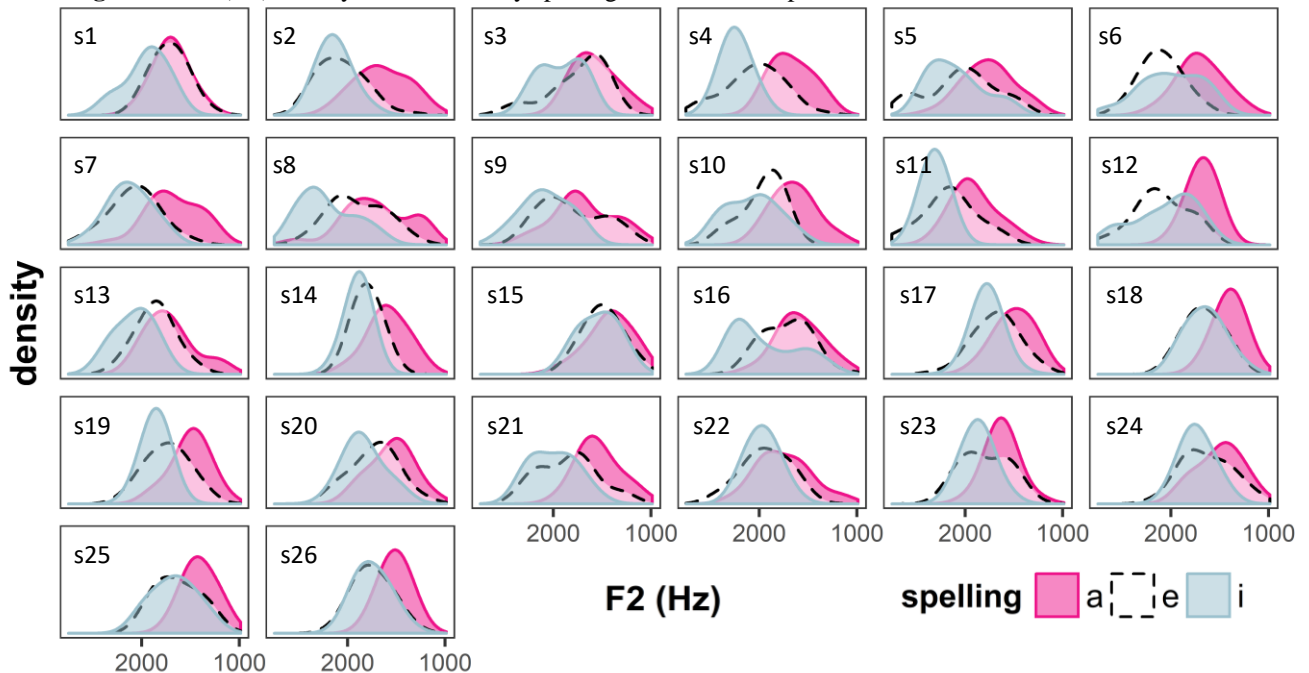 s1 s2 s3 s4 s5 s6
s7 s8 s9 s10 s11 s12
density
s13 s14 s15 s16 s17 s18
s19 s20 s21 s22 s23 s24
2000 1000 2000 1000 2000 1000 2000 1000
s25 s26
F2 (Hz)
spelling a e i
2000 1000 2000 1000